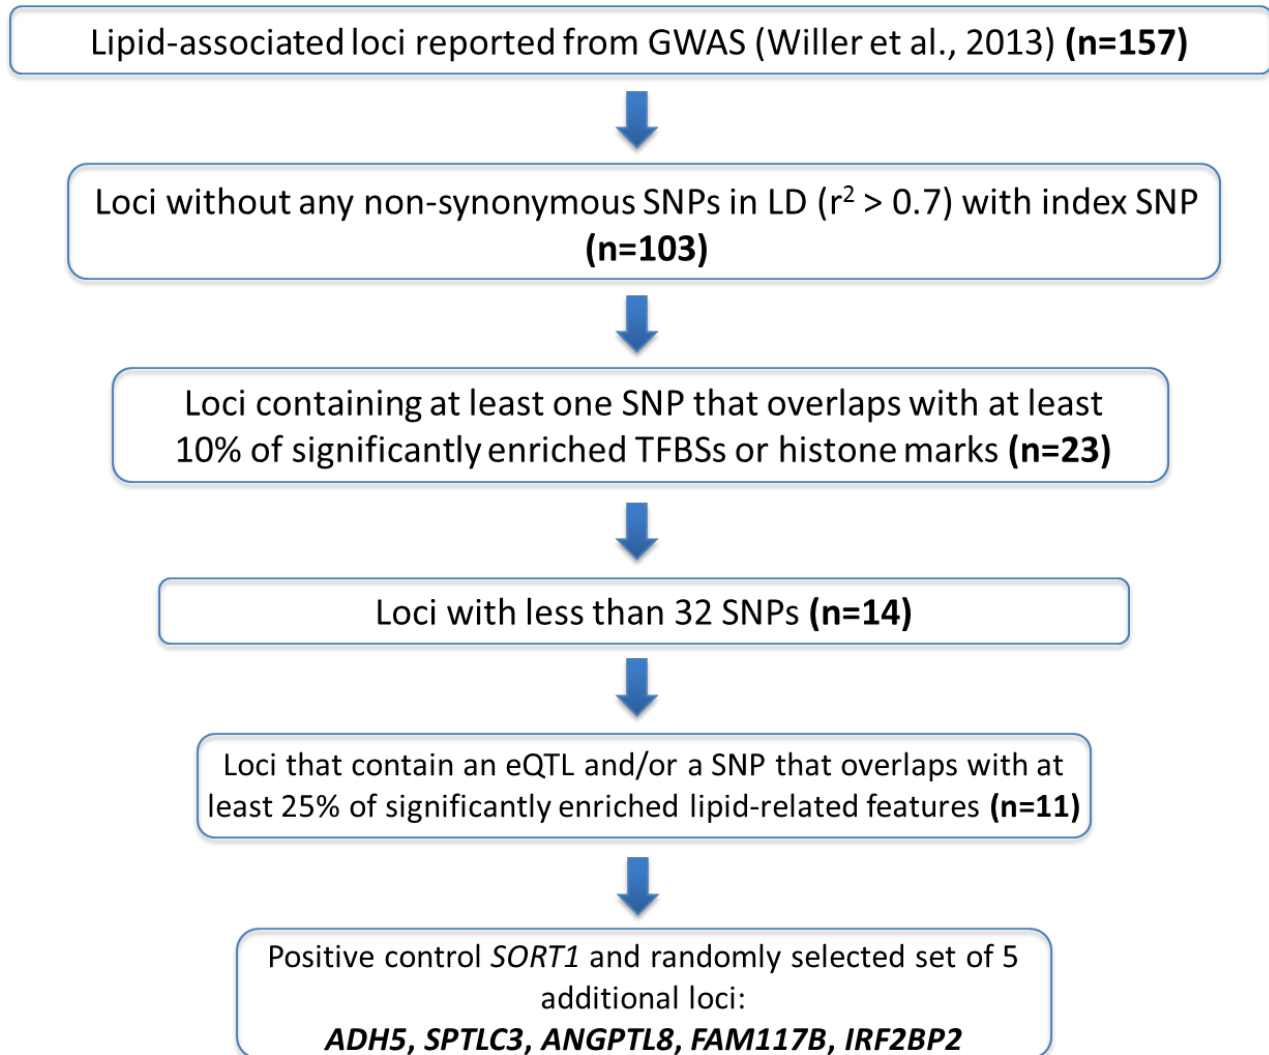 Lipid-associated loci reported from GWAS (Willer et al., 2013) (n=157)
Loci without any non-synonymous SNPs in LD (r² > 0.7) with index SNP
(n=103)
Loci containing at least one SNP that overlaps with at least
10% of significantly enriched TFBSs or histone marks (n=23)
Loci with less than 32 SNPs (n=14)
Loci that contain an eQTL and/or a SNP that overlaps with at
least 25% of significantly enriched lipid-related features (n=11)
Positive control SORT1 and randomly selected set of 5
additional loci:
ADH5, SPTLC3, ANGPTL8, FAM117B, IRF2BP2